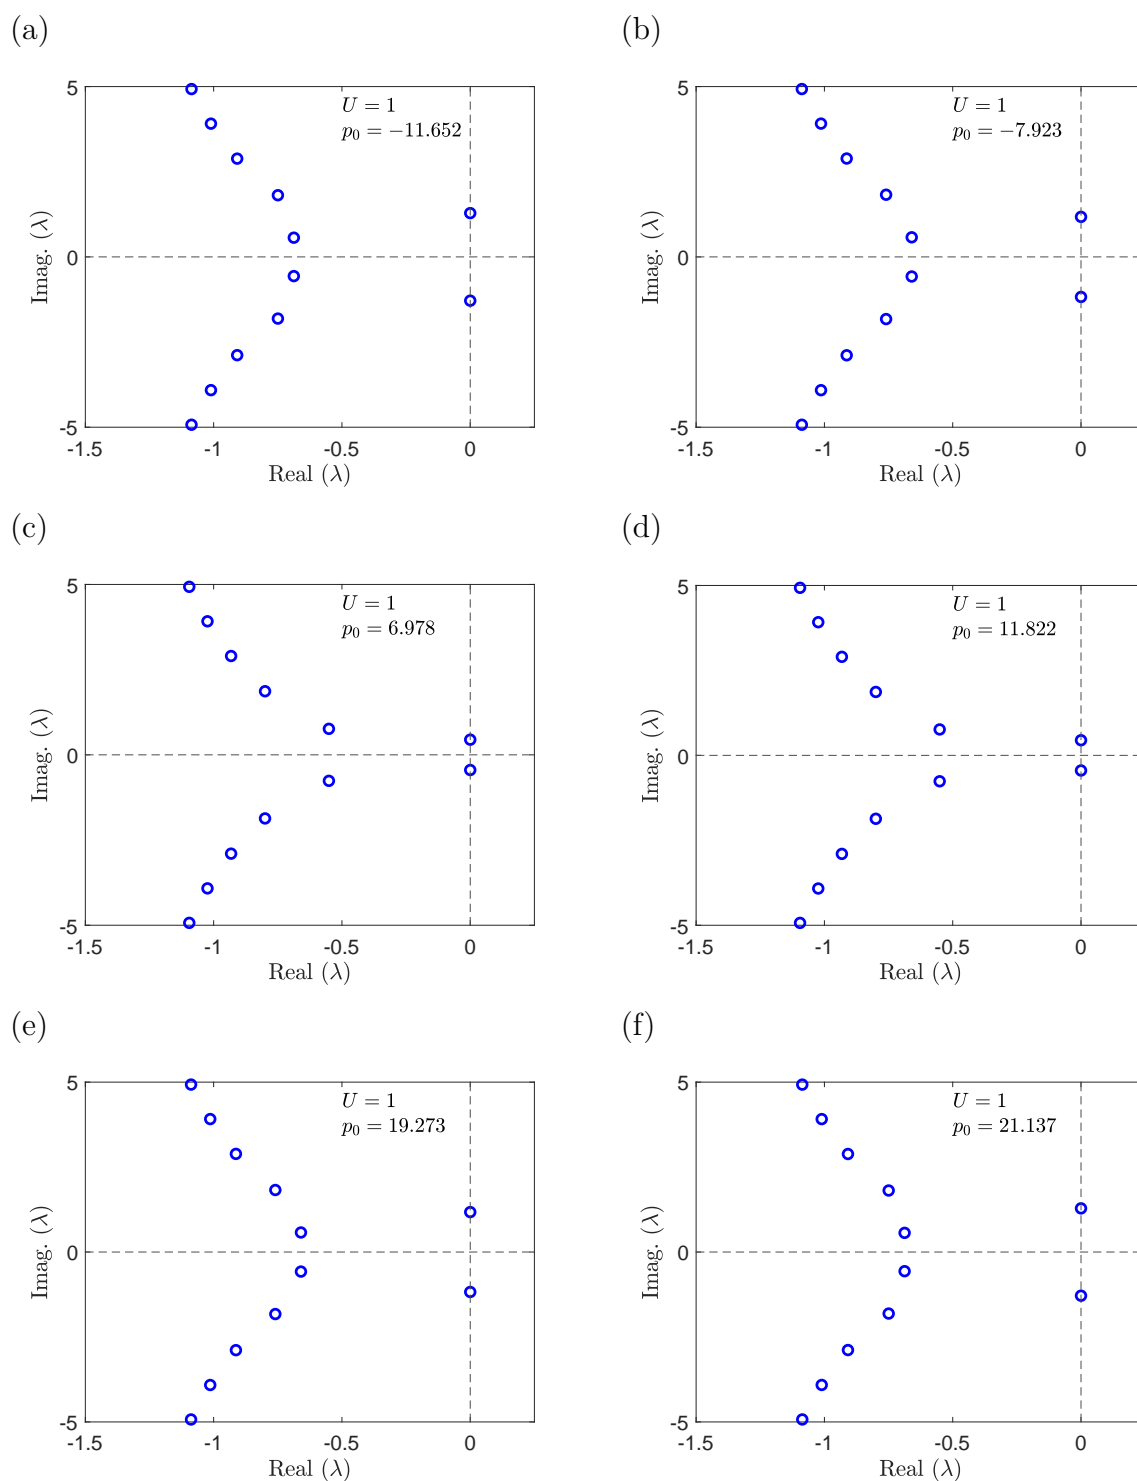 (a)
U = 1
p₀ = −11.652
5
0
-5
-1.5
-1
-0.5
0
Imag. (λ)
Real (λ)
(b)
U = 1
p₀ = −7.923
5
0
-5
-1.5
-1
-0.5
0
Imag. (λ)
Real (λ)
(c)
U = 1
p₀ = 6.978
5
0
-5
-1.5
-1
-0.5
0
Imag. (λ)
Real (λ)
(d)
U = 1
p₀ = 11.822
5
0
-5
-1.5
-1
-0.5
0
Imag. (λ)
Real (λ)
(e)
U = 1
p₀ = 19.273
5
0
-5
-1.5
-1
-0.5
0
Imag. (λ)
Real (λ)
(f)
U = 1
p₀ = 21.137
5
0
-5
-1.5
-1
-0.5
0
Imag. (λ)
Real (λ)